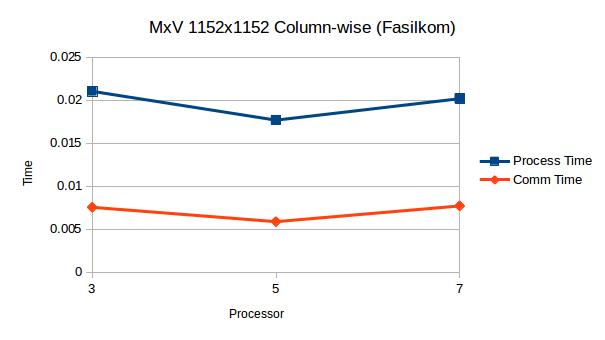 MxV 1152x1152 Column-wise (Fasilkom)
0.025
0.02
0.015
0.01
0.005
0
Time
3 5 7
Processor
Process Time
Comm Time